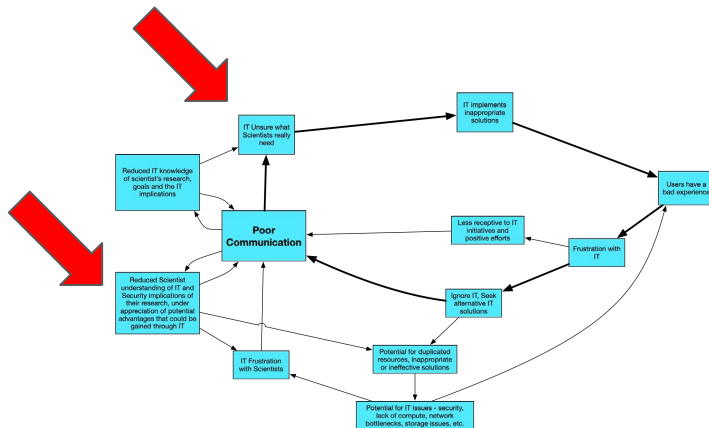 IT implements
inappropriate
solutions
IT Unsure what
Scientists really
need
Reduced IT knowledge
of scientist's research,
goals and the IT
implications
Users have a
bad experience
Poor
Communication
Less receptive to IT
initiatives and
positive efforts
Frustration with
IT
Reduced Scientist
understanding of IT and
Security implications of
their research, under
appreciation of potential
advantages that could be
gained through IT
Ignore IT, Seek
alternative IT
solutions
IT Frustration
with Scientists
Potential for duplicated
resources, inappropriate
or ineffective solutions
Potential for IT issues - security,
lack of compute, network
bottlenecks, storage issues, etc.